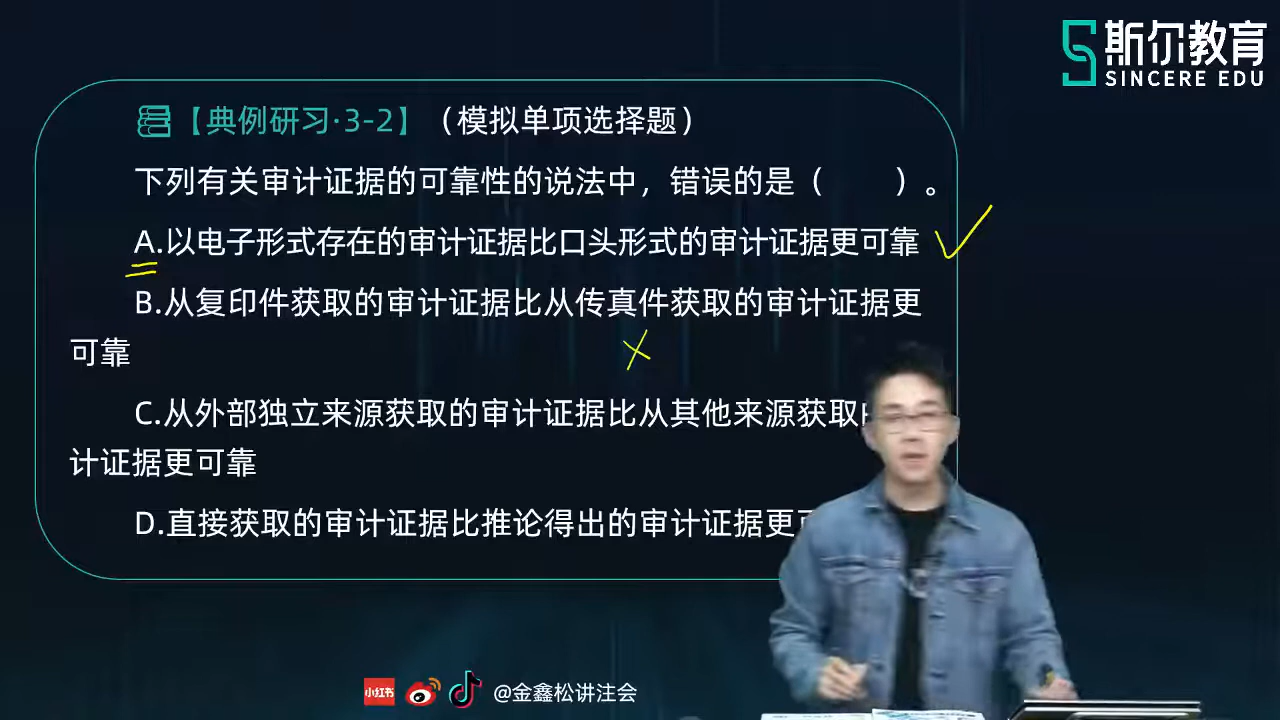 斯尔教育
SINCERE EDU
【典例研习·3-2】（模拟单项选择题）
下列有关审计证据的可靠性的说法中，错误的是（ ）。
A.以电子形式存在的审计证据比口头形式的审计证据更可靠
B.从复印件获取的审计证据比从传真件获取的审计证据更
可靠
C.从外部独立来源获取的审计证据比从其他来源获取
计证据更可靠
D.直接获取的审计证据比推论得出的审计证据更
小红书
@金鑫松讲注会